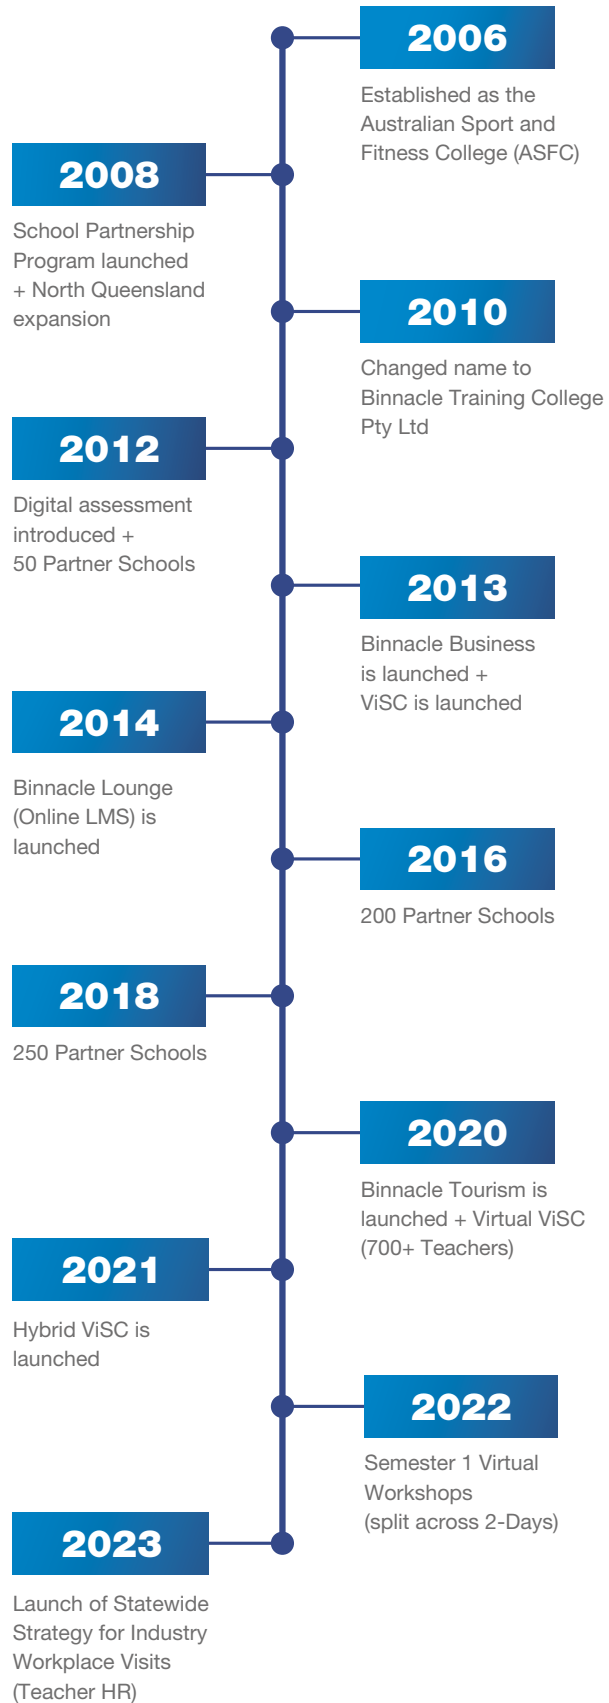 2006
Established as the
Australian Sport and
Fitness College (ASFC)
2008
School Partnership
Program launched
+ North Queensland
expansion
2010
Changed name to
Binnacle Training College
Pty Ltd
2012
Digital assessment
introduced +
50 Partner Schools
2013
Binnacle Business
is launched +
ViSC is launched
2014
Binnacle Lounge
(Online LMS) is
launched
2016
200 Partner Schools
2018
250 Partner Schools
2020
Binnacle Tourism is
launched + Virtual ViSC
(700+ Teachers)
2021
Hybrid ViSC is
launched
2022
Semester 1 Virtual
Workshops
(split across 2-Days)
2023
Launch of Statewide
Strategy for Industry
Workplace Visits
(Teacher HR)